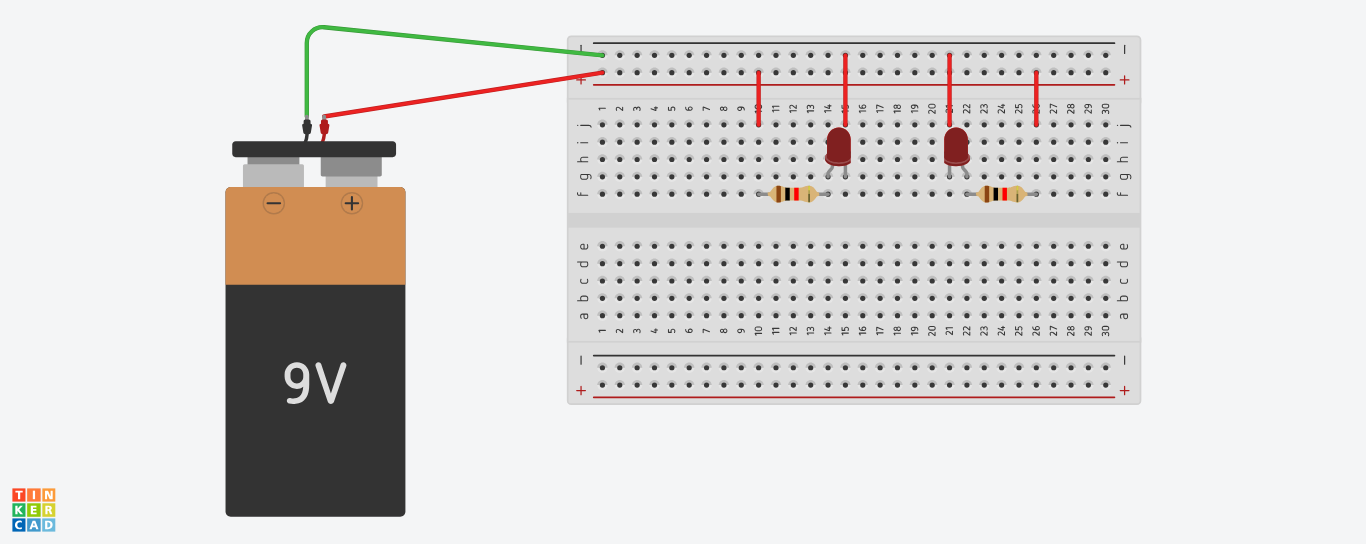 − −
+ +
1 2 3 4 5 6 7 8 9 10 11 12 13 14 15 16 17 18 19 20 21 22 23 24 25 26 27 28 29 30
j j
i i
h h
g g
f f
− +
e e
d d
c c
b b
a a
1 2 3 4 5 6 7 8 9 10 11 12 13 14 15 16 17 18 19 20 21 22 23 24 25 26 27 28 29 30
− −
+ +
9V
TIN
KER
CAD